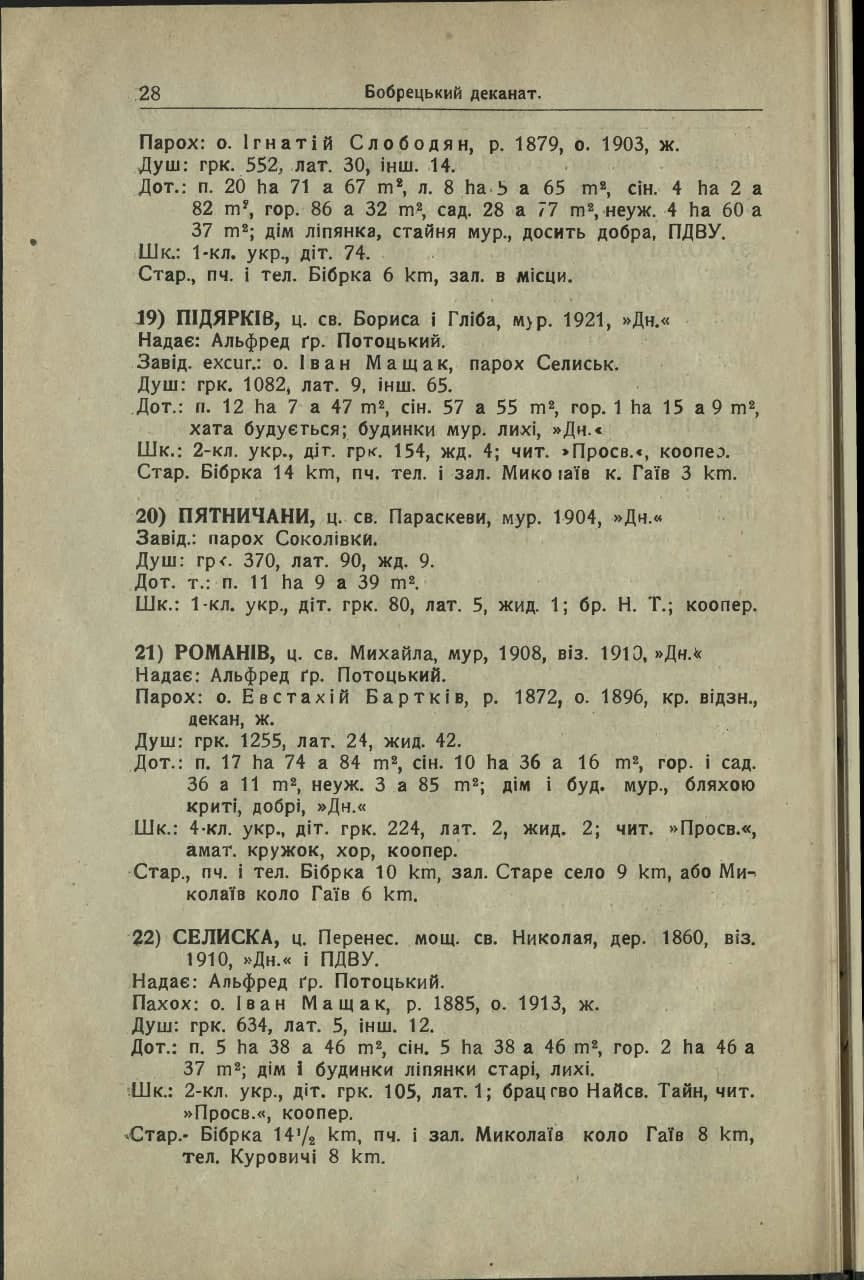 28 Бобрецький деканат.
Парох: о. Ігнатій Слободян, р. 1879, о. 1903, ж.
Душ: грк. 552, лат. 30, інш. 14.
Дот.: п. 20 ha 71 a 67 m², л. 8 ha 5 a 65 m², сін. 4 ha 2 a
82 m², гор. 86 a 32 m², сад. 28 a 77 m², неуж. 4 ha 60 a
37 m²; дім ліпянка, стайня мур., досить добра, ПДВУ.
Шк.: 1-кл. укр., діт. 74.
Стар., пч. і тел. Бібрка 6 km, зал. в місци.
19) ПІДЯРКІВ, ц. св. Бориса і Гліба, мур. 1921, »Дн.«
Надає: Альфред ґр. Потоцький.
Завід. excur.: о. Іван Мащак, парох Селиськ.
Душ: грк. 1082, лат. 9, інш. 65.
Дот.: п. 12 ha 7 a 47 m², сін. 57 a 55 m², гор. 1 ha 15 a 9 m²,
хата будується; будинки мур. лихі, »Дн.«
Шк.: 2-кл. укр., діт. грк. 154, жд. 4; чит. »Просв.«, коопер.
Стар. Бібрка 14 km, пч. тел. і зал. Миколаїв к. Гаїв 3 km.
20) ПЯТНИЧАНИ, ц. св. Параскеви, мур. 1904, »Дн.«
Завід.: парох Соколівки.
Душ: грк. 370, лат. 90, жд. 9.
Дот. т.: п. 11 ha 9 a 39 m².
Шк.: 1-кл. укр., діт. грк. 80, лат. 5, жид. 1; бр. Н. Т.; коопер.
21) РОМАНІВ, ц. св. Михайла, мур, 1908, віз. 1910, »Дн.«
Надає: Альфред ґр. Потоцький.
Парох: о. Евстахій Бартків, р. 1872, о. 1896, кр. відзн.,
декан, ж.
Душ: грк. 1255, лат. 24, жид. 42.
Дот.: п. 17 ha 74 a 84 m², сін. 10 ha 36 a 16 m², гор. і сад.
36 a 11 m², неуж. 3 a 85 m²; дім і буд. мур., бляхою
криті, добрі, »Дн.«
Шк.: 4-кл. укр., діт. грк. 224, лат. 2, жид. 2; чит. »Просв.«,
амат. кружок, хор, коопер.
Стар., пч. і тел. Бібрка 10 km, зал. Старе село 9 km, або Ми-
колаїв коло Гаїв 6 km.
22) СЕЛИСКА, ц. Перенес. мощ. св. Николая, дер. 1860, віз.
1910, »Дн.« і ПДВУ.
Надає: Альфред ґр. Потоцький.
Пахох: о. Іван Мащак, р. 1885, о. 1913, ж.
Душ: грк. 634, лат. 5, інш. 12.
Дот.: п. 5 ha 38 a 46 m², сін. 5 ha 38 a 46 m², гор. 2 ha 46 a
37 m²; дім і будинки ліпянки старі, лихі.
Шк.: 2-кл. укр., діт. грк. 105, лат. 1; брацтво Найсв. Тайн, чит.
»Просв.«, коопер.
Стар.- Бібрка 14½ km, пч. і зал. Миколаїв коло Гаїв 8 km,
тел. Куровичі 8 km.